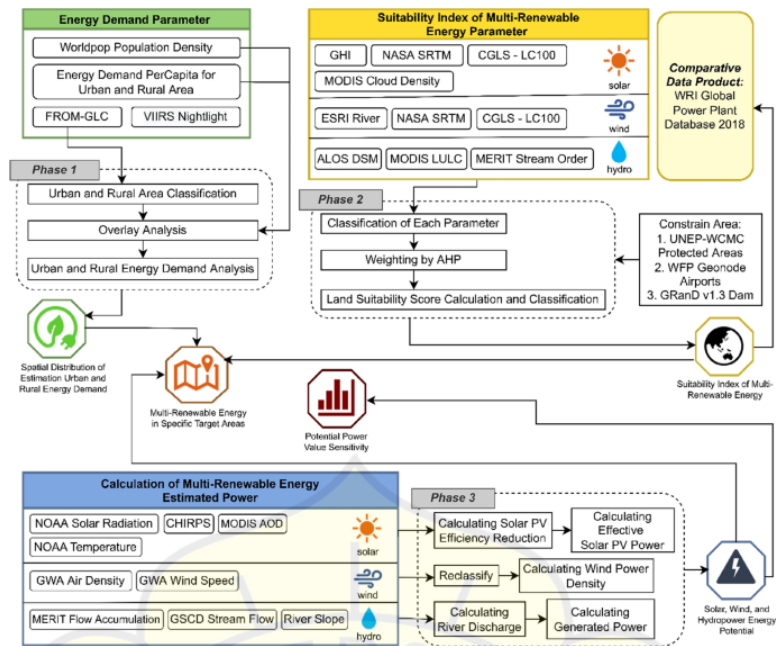 Energy Demand Parameter
Worldpop Population Density
Energy Demand PerCapita for
Urban and Rural Area
FROM-GLC
VIIRS Nightlight
Suitability Index of Multi-Renewable
Energy Parameter
GHI
NASA SRTM
CGLS - LC100
MODIS Cloud Density
solar
ESRI River
NASA SRTM
CGLS - LC100
wind
ALOS DSM
MODIS LULC
MERIT Stream Order
hydro
Comparative
Data Product:
WRI Global
Power Plant
Database 2018
Phase 1
Urban and Rural Area Classification
Overlay Analysis
Urban and Rural Energy Demand Analysis
Phase 2
Classification of Each Parameter
Weighting by AHP
Land Suitability Score Calculation and Classification
Constrain Area:
1. UNEP-WCMC
Protected Areas
2. WFP Geonode
Airports
3. GRanD v1.3 Dam
Spatial Distribution of
Estimation Urban and
Rural Energy Demand
Multi-Renewable Energy
in Specific Target Areas
Potential Power
Value Sensitivity
Suitability Index of Multi-
Renewable Energy
Calculation of Multi-Renewable Energy
Estimated Power
NOAA Solar Radiation
CHIRPS
MODIS AOD
NOAA Temperature
solar
GWA Air Density
GWA Wind Speed
wind
MERIT Flow Accumulation
GSCD Stream Flow
River Slope
hydro
Phase 3
Calculating Solar PV
Efficiency Reduction
Calculating
Effective
Solar PV Power
Reclassify
Calculating Wind Power
Density
Calculating
River Discharge
Calculating
Generated Power
Solar, Wind, and
Hydropower Energy
Potential